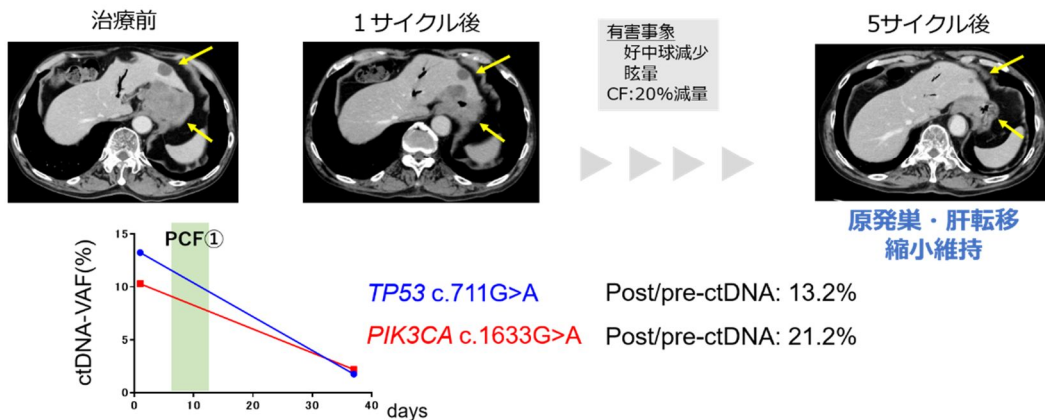 治療前
1サイクル後
有害事象
好中球減少
眩暈
CF:20%減量
5サイクル後
原発巣・肝転移
縮小維持
PCF①
ctDNA-VAF(%)
15
10
5
0
0
10
20
30
40
days
TP53 c.711G>A
Post/pre-ctDNA: 13.2%
PIK3CA c.1633G>A
Post/pre-ctDNA: 21.2%